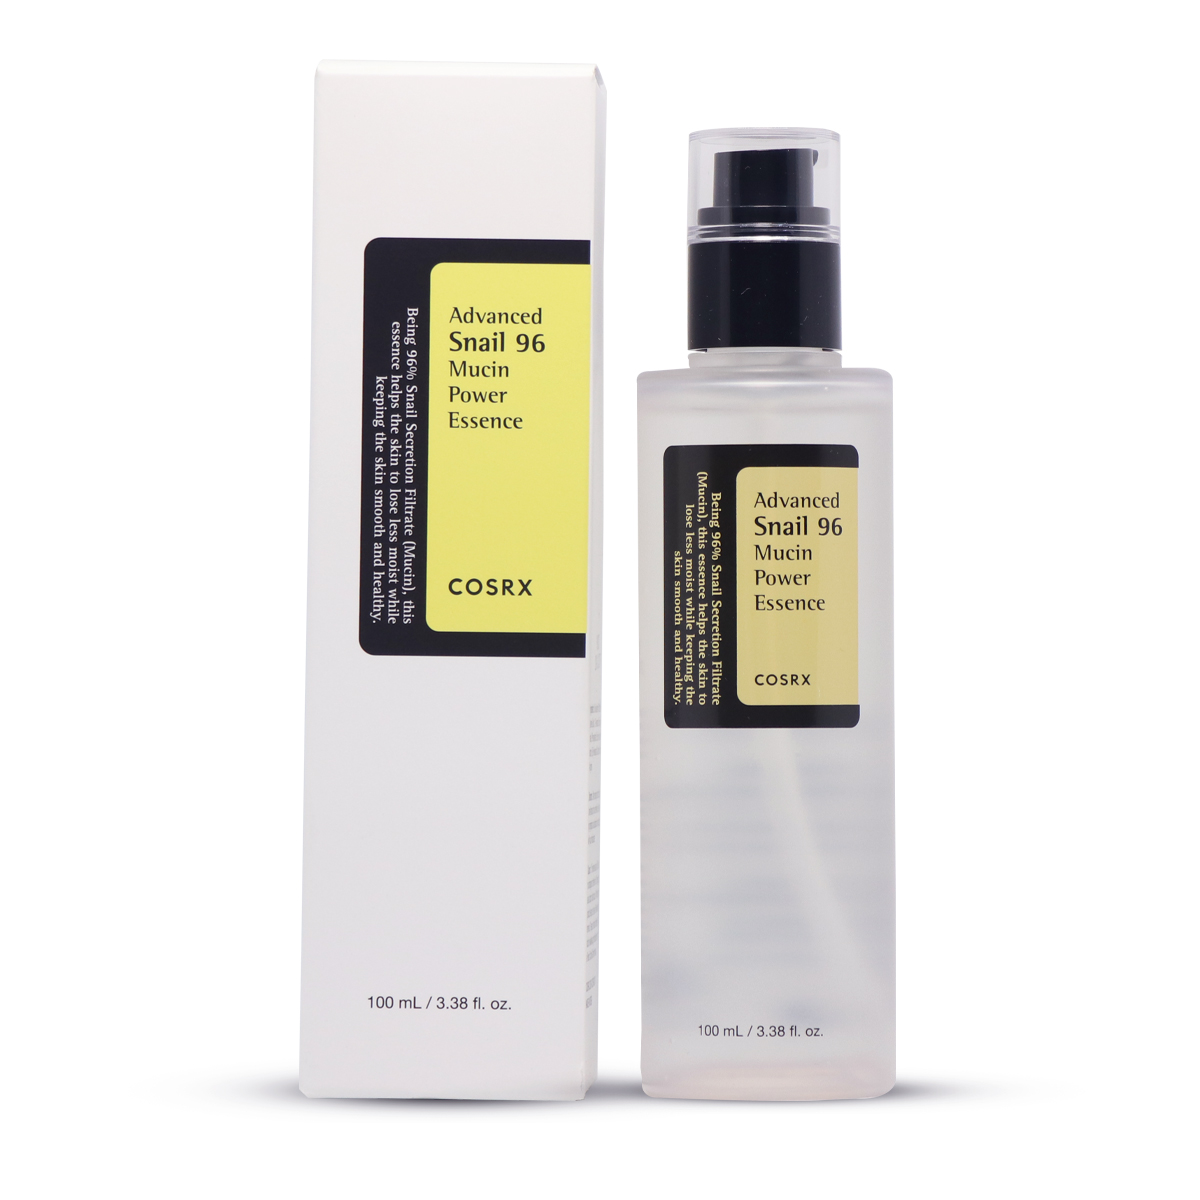 Advanced
Snail 96
Mucin
Power
Essence
COSRX
Being 96% Snail Secretion Filtrate (Mucin), this
essence helps the skin to lose less moist while
keeping the skin smooth and healthy.
100 mL / 3.38 fl. oz.
Advanced
Snail 96
Mucin
Power
Essence
COSRX
Being 96% Snail Secretion Filtrate
(Mucin), this essence helps the skin to
lose less moist while keeping the
skin smooth and healthy.
100 mL / 3.38 fl. oz.